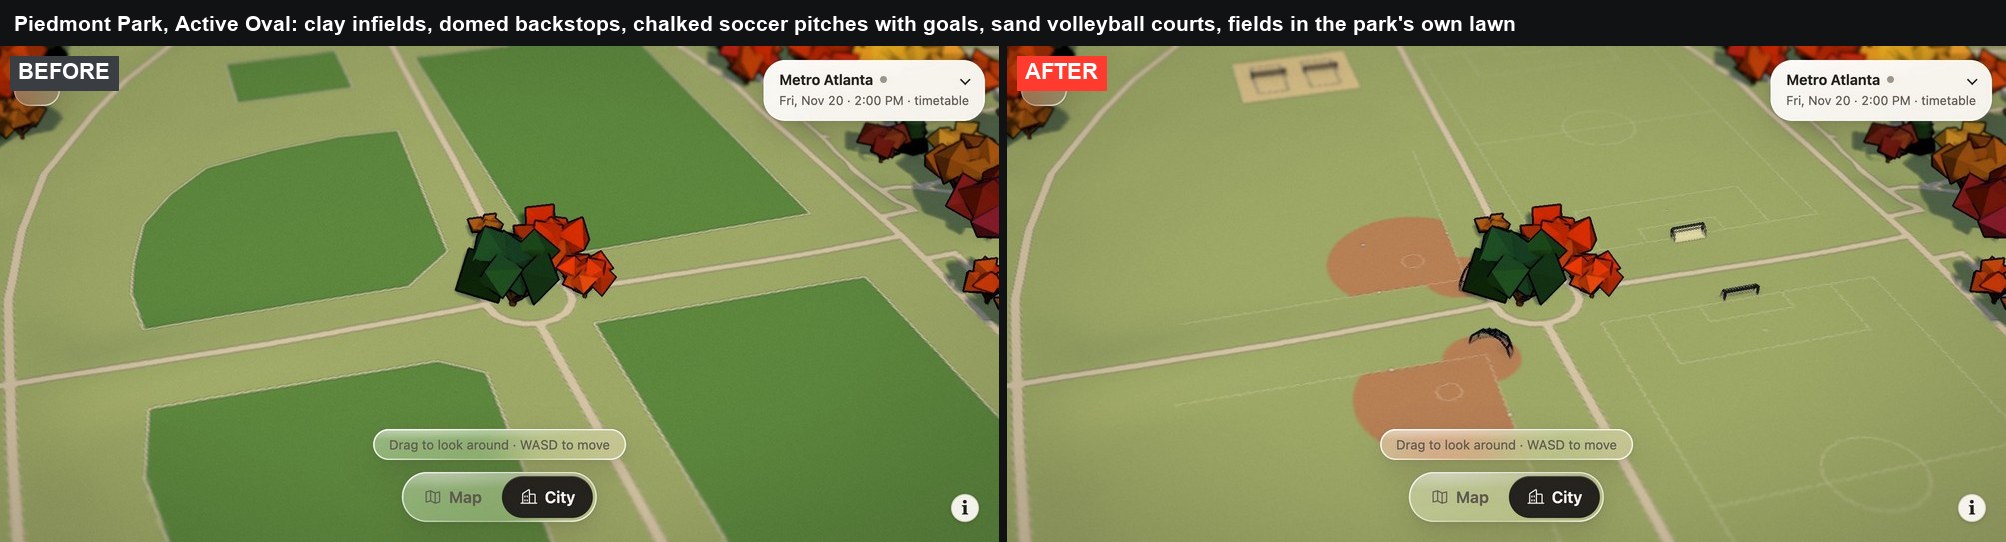 Piedmont Park, Active Oval: clay infields, domed backstops, chalked soccer pitches with goals, sand volleyball courts, fields in the park's own lawn
BEFORE
Metro Atlanta
Fri, Nov 20 · 2:00 PM · timetable
Drag to look around · WASD to move
Map
City
i
AFTER
Metro Atlanta
Fri, Nov 20 · 2:00 PM · timetable
Drag to look around · WASD to move
Map
City
i